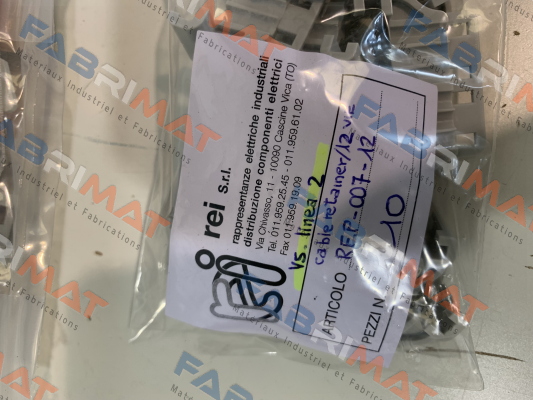 rei s.r.l.
rappresentanze elettriche industriali
distribuzione componenti elettrici
Via Chivasso, 11 - 10090 Cascine Vica (TO)
Tel. 011.959.25.45 - 011.959.61.02
Fax 011.959.19.09
Vs. linea 2
cable retainer/12 vie
ARTICOLO REP-007-12
PEZZI N. 10
FABRIMAT
Matériaux Industriel et Fabrications